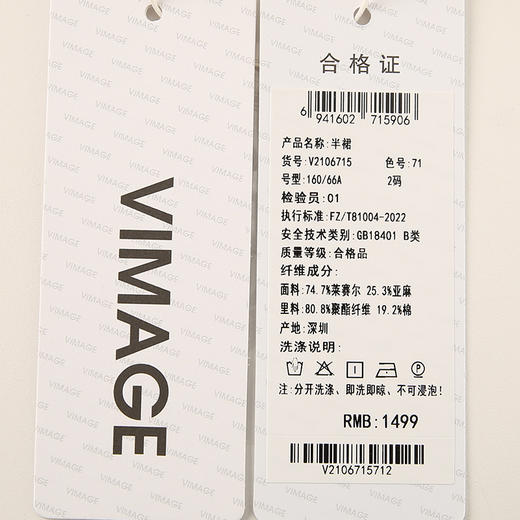 VIMAGE
合格证
6 941602 715906
产品名称:半裙
货号:V2106715 色号:71
号型:160/66A 2码
检验员:01
执行标准:FZ/T81004-2022
安全技术类别:GB18401 B类
质量等级:合格品
纤维成分:
面料:74.7%莱赛尔 25.3%亚麻
里料:80.8%聚酯纤维 19.2%棉
产地:深圳
洗涤说明:
注:分开洗涤、即洗即晾、不可浸泡!
RMB:1499
V2106715712